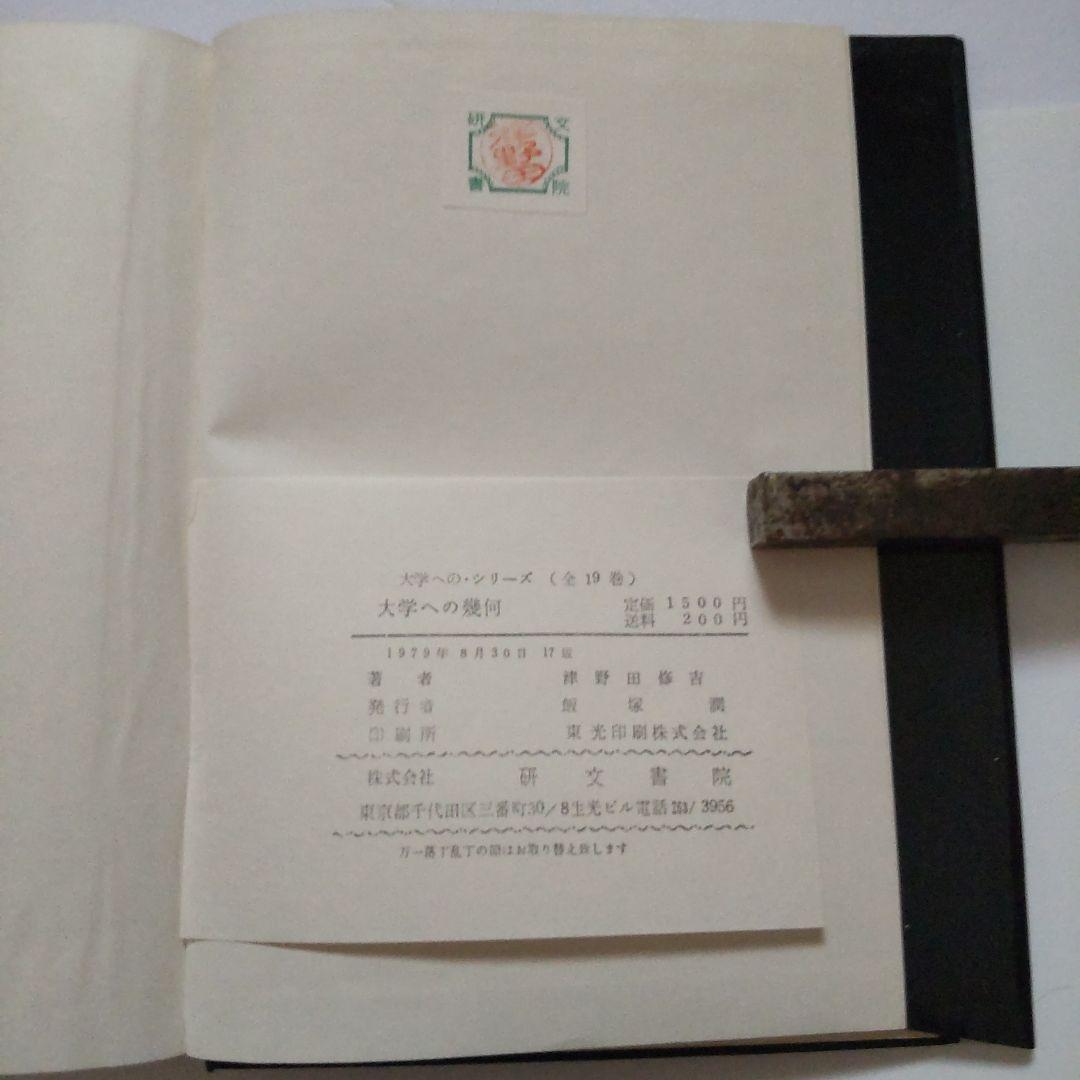 研文
書院
大学への・シリーズ (全19巻)
大学への幾何
定価 1500円
送料 200円
1979年 8月30日 17版
著者 津野田修吉
発行者 飯塚潤
印刷所 東光印刷株式会社
株式会社 研文書院
東京都千代田区三番町30/8生光ビル電話263/3956
万一落丁乱丁の際はお取り替え致します